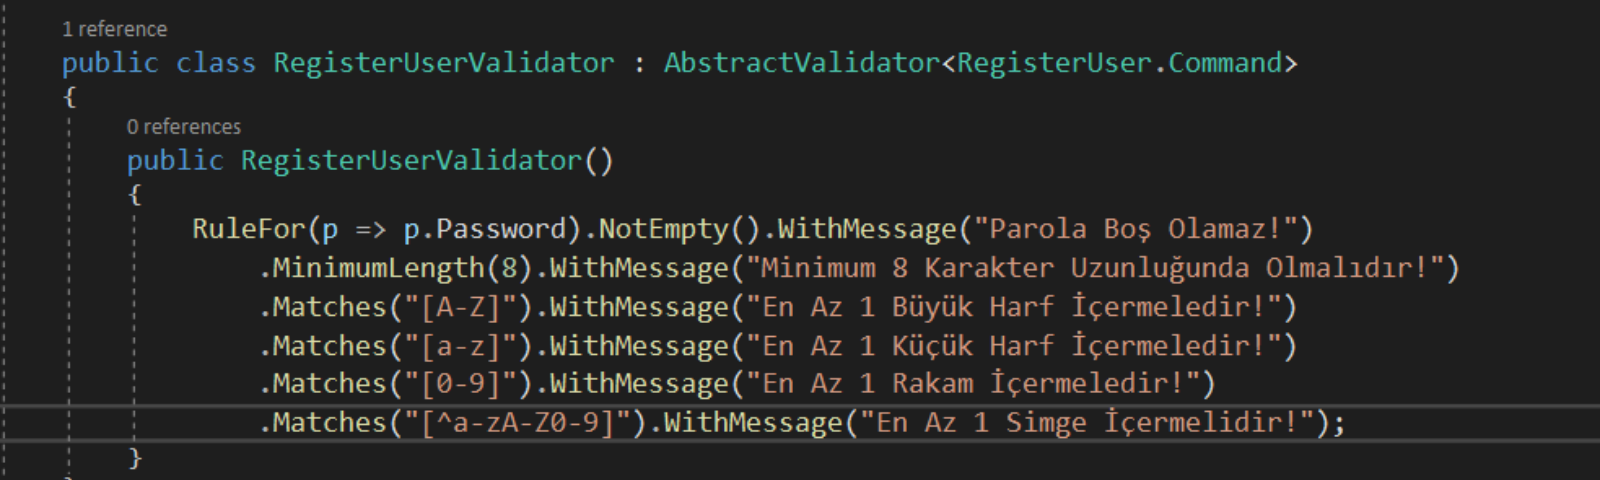 1 reference
public class RegisterUserValidator : AbstractValidator<RegisterUser.Command>
{
0 references
public RegisterUserValidator()
{
RuleFor(p => p.Password).NotEmpty().WithMessage("Parola Boş Olamaz!")
.MinimumLength(8).WithMessage("Minimum 8 Karakter Uzunluğunda Olmalıdır!")
.Matches("[A-Z]").WithMessage("En Az 1 Büyük Harf İçermeledir!")
.Matches("[a-z]").WithMessage("En Az 1 Küçük Harf İçermeledir!")
.Matches("[0-9]").WithMessage("En Az 1 Rakam İçermeledir!")
.Matches("[^a-zA-Z0-9]").WithMessage("En Az 1 Simge İçermelidir!");
}